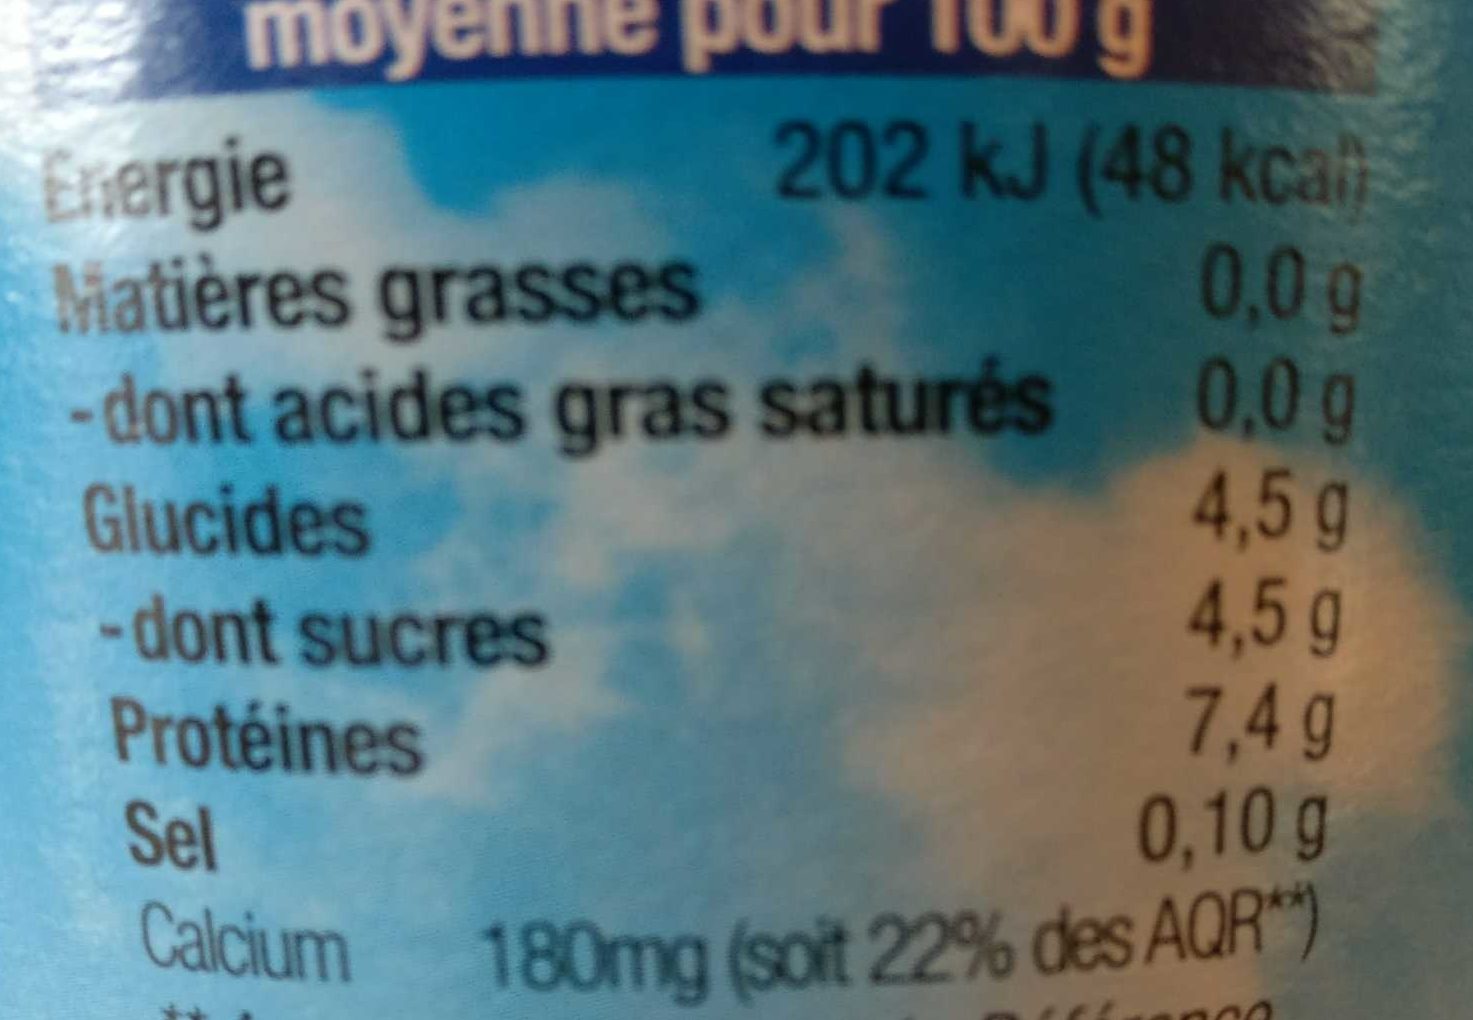 moyenne pour 100 g
Energie 202 kJ (48 kcal)
Matières grasses 0,0 g
- dont acides gras saturés 0,0 g
Glucides 4,5 g
- dont sucres 4,5 g
Protéines 7,4 g
Sel 0,10 g
Calcium 180mg (soit 22% des AQR**)